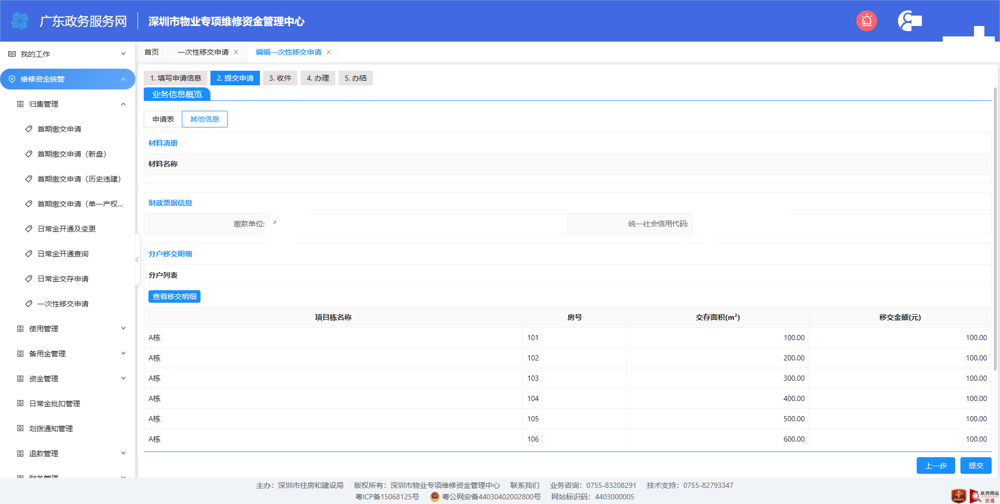 广东政务服务网 深圳市物业专项维修资金管理中心
我的工作
维修资金统管
归集管理
首期缴交申请
首期缴交申请（新盘）
首期缴交申请（历史违建）
首期缴交申请（单一产权...
日常金开通及变更
日常金开通查询
日常金交存申请
一次性移交申请
使用管理
备用金管理
资金管理
日常金批扣管理
划拨通知管理
退款管理
财务管理
首页 一次性移交申请 编辑一次性移交申请
1. 填写申请信息 2. 提交申请 3. 收件 4. 办理 5. 办结
业务信息概览
申请表 其他信息
材料清册
材料名称
财政票据信息
缴款单位: 统一社会信用代码:
分户移交明细
分户列表
查看移交明细
项目栋名称 房号 交存面积(m²) 移交金额(元)
A栋 101 100.00 100.00
A栋 102 200.00 100.00
A栋 103 300.00 100.00
A栋 104 400.00 100.00
A栋 105 500.00 100.00
A栋 106 600.00 100.00
上一步 提交
主办：深圳市住房和建设局 版权所有：深圳市物业专项维修资金管理中心 联系我们 业务咨询：0755-83208291 技术支持：0755-82793347
粤ICP备15068125号 粤公网安备44030402002800号 网站标识码：4403000005
政府网站
找错